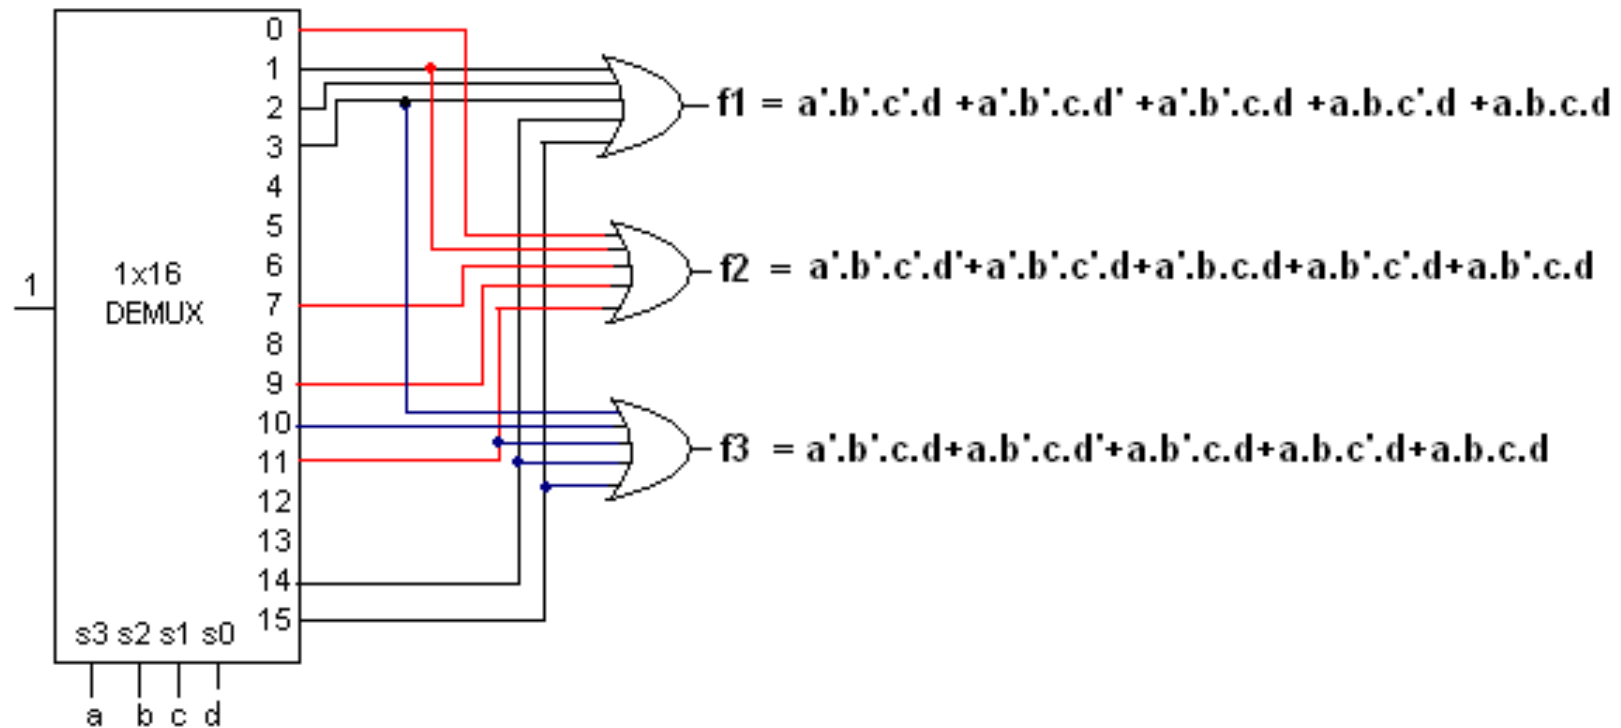 0
1
2
3
4
5
6
7
8
9
10
11
12
13
14
15
1
1x16
DEMUX
s3 s2 s1 s0
a b c d
f1 = a'.b'.c'.d +a'.b'.c.d' +a'.b'.c.d +a.b.c'.d +a.b.c.d
f2 = a'.b'.c'.d'+a'.b'.c'.d+a'.b.c.d+a.b'.c'.d+a.b'.c.d
f3 = a'.b'.c.d+a.b'.c.d'+a.b'.c.d+a.b.c'.d+a.b.c.d